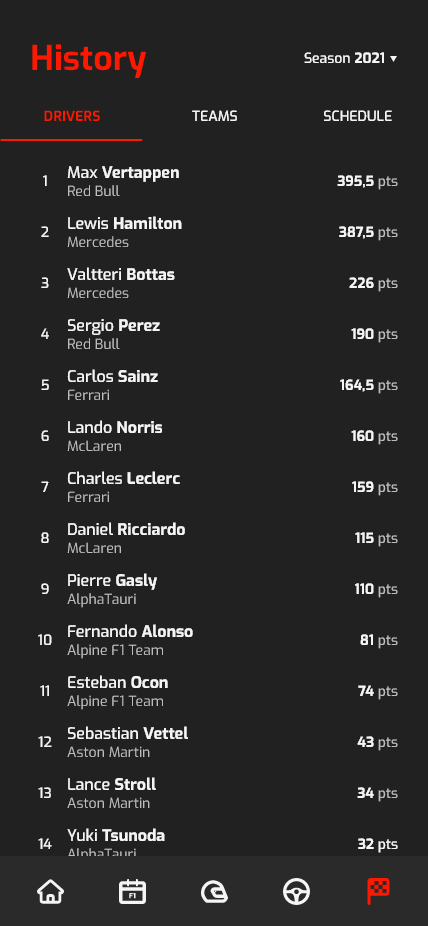 History
Season 2021 ▾
DRIVERS TEAMS SCHEDULE
1 Max Vertappen 395,5 pts
Red Bull
2 Lewis Hamilton 387,5 pts
Mercedes
3 Valtteri Bottas 226 pts
Mercedes
4 Sergio Perez 190 pts
Red Bull
5 Carlos Sainz 164,5 pts
Ferrari
6 Lando Norris 160 pts
McLaren
7 Charles Leclerc 159 pts
Ferrari
8 Daniel Ricciardo 115 pts
McLaren
9 Pierre Gasly 110 pts
AlphaTauri
10 Fernando Alonso 81 pts
Alpine F1 Team
11 Esteban Ocon 74 pts
Alpine F1 Team
12 Sebastian Vettel 43 pts
Aston Martin
13 Lance Stroll 34 pts
Aston Martin
14 Yuki Tsunoda 32 pts
AlphaTauri
F1